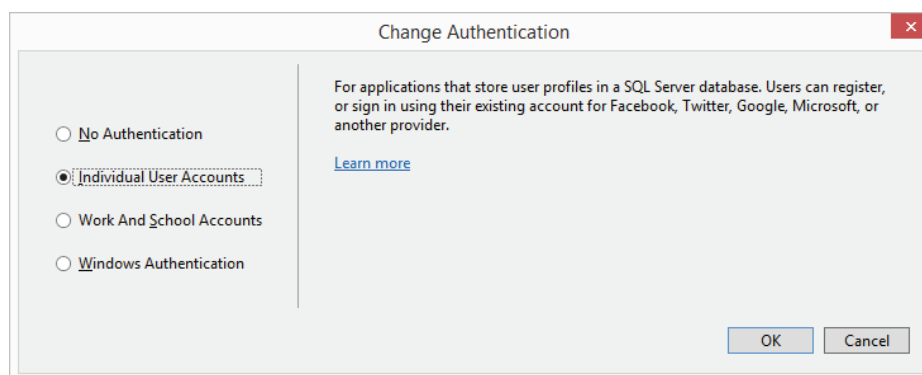 Change Authentication
No Authentication
Individual User Accounts
Work And School Accounts
Windows Authentication
For applications that store user profiles in a SQL Server database. Users can register,
or sign in using their existing account for Facebook, Twitter, Google, Microsoft, or
another provider.
Learn more
OK
Cancel